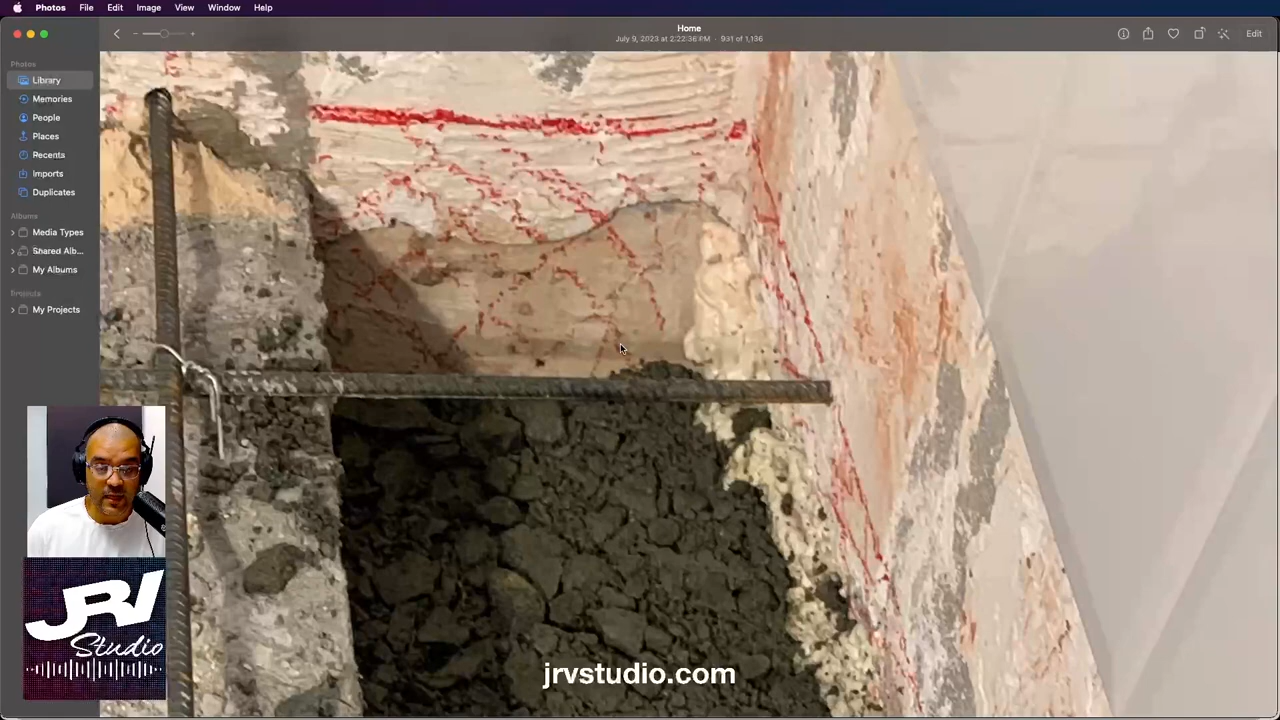 Photos File Edit Image View Window Help
Home
July 9, 2023 at 2:22:36 PM · 931 of 1,136
Edit
Photos
Library
Memories
People
Places
Recents
Imports
Duplicates
Albums
Media Types
Shared Alb...
My Albums
Projects
My Projects
JRV
Studio
jrvstudio.com